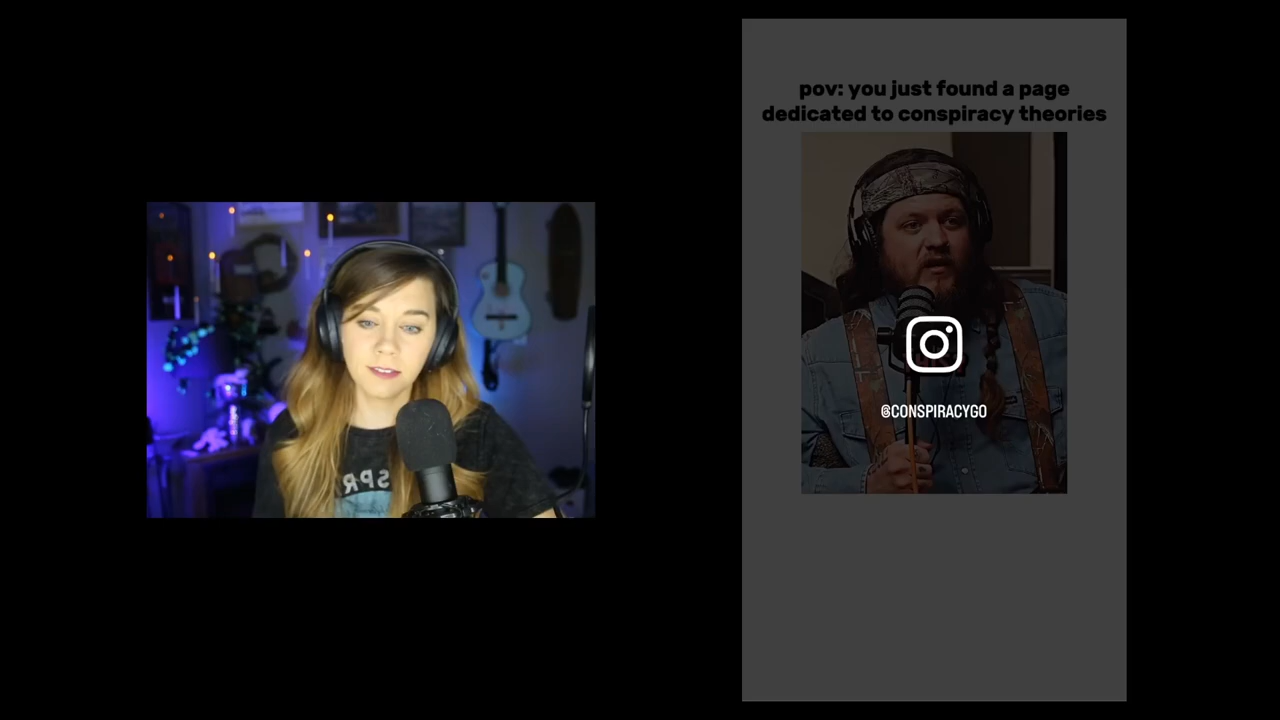 pov: you just found a page
dedicated to conspiracy theories
@CONSPIRACYGO